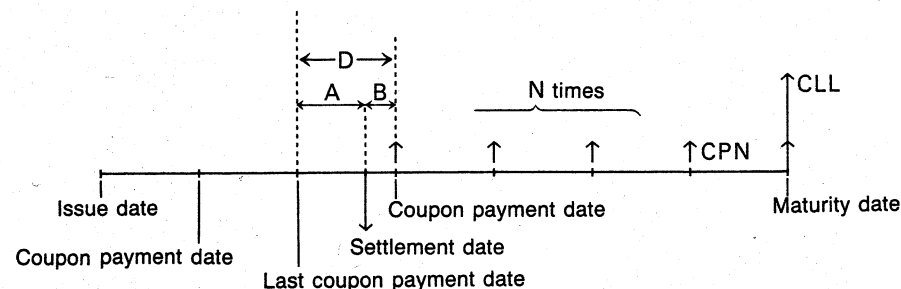 D
A B
N times
CLL
CPN
Issue date
Coupon payment date
Maturity date
Settlement date
Coupon payment date
Last coupon payment date